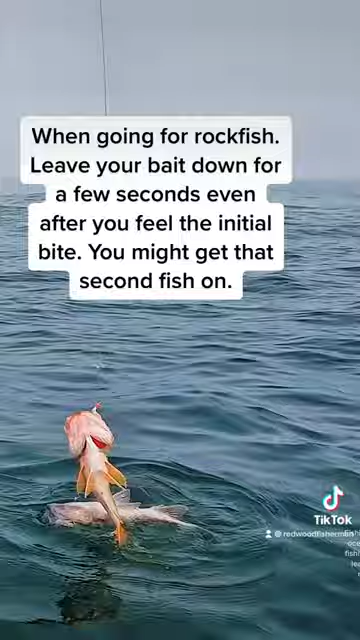 When going for rockfish.
Leave your bait down for
a few seconds even
after you feel the initial
bite. You might get that
second fish on.
TikTok